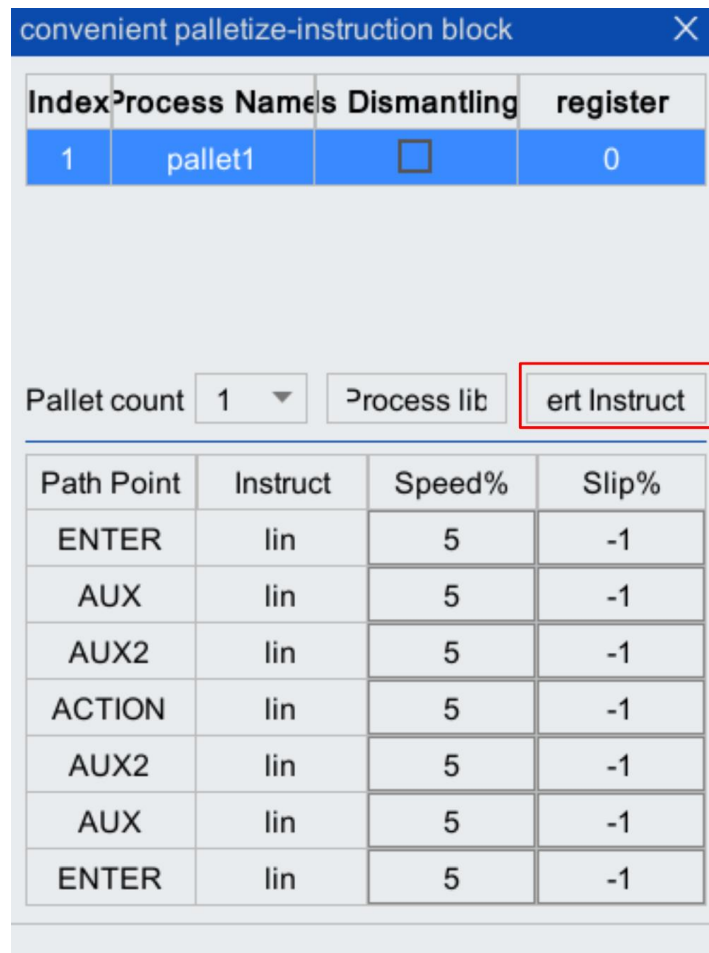 convenient palletize-instruction block
Index Process Name Is Dismantling register
1 pallet1 0
Pallet count 1 Process lib ert Instruct
Path Point Instruct Speed% Slip%
ENTER lin 5 -1
AUX lin 5 -1
AUX2 lin 5 -1
ACTION lin 5 -1
AUX2 lin 5 -1
AUX lin 5 -1
ENTER lin 5 -1